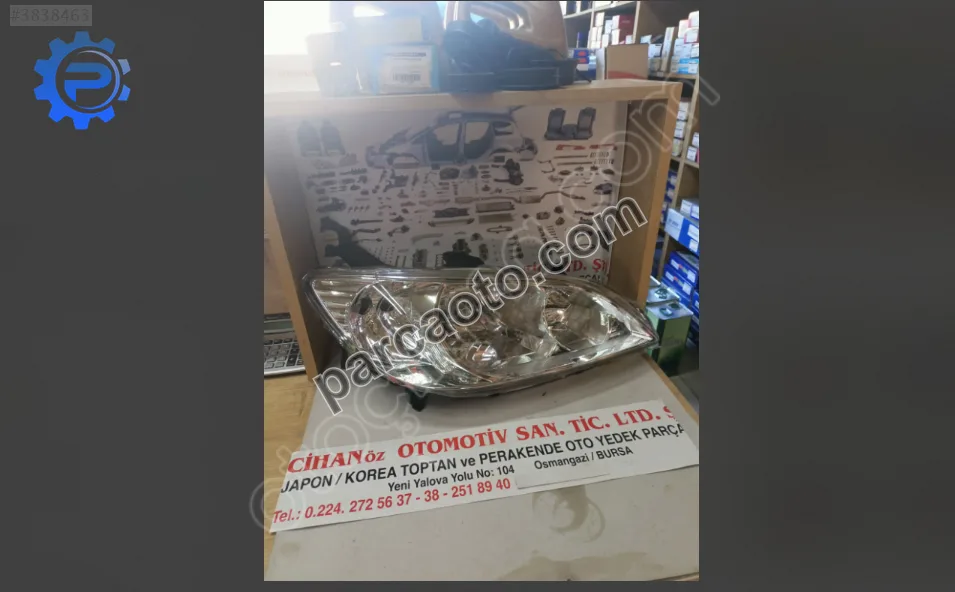 #3838463
P
TD. Ş
parcaoto.com
CİHANöz OTOMOTİV SAN. TİC. LTD. Ş
JAPON / KOREA TOPTAN ve PERAKENDE OTO YEDEK PARÇA
Yeni Yalova Yolu No: 104 Osmangazi / BURSA
Tel.: 0.224. 272 56 37 - 38 - 251 89 40